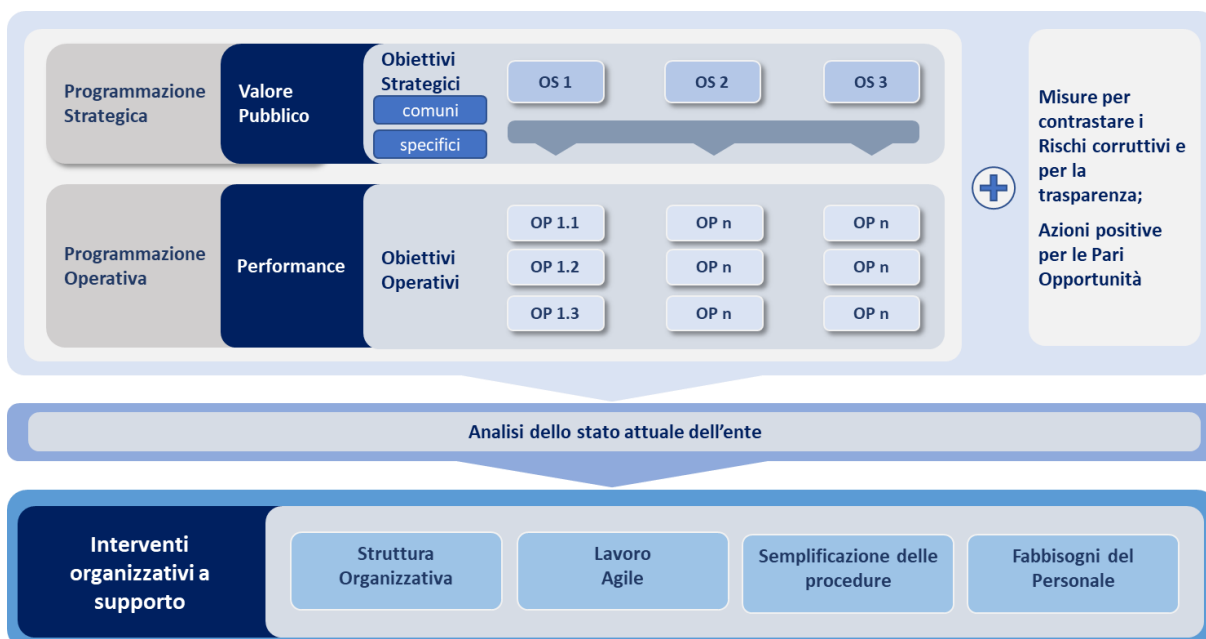 Programmazione
Strategica
Valore
Pubblico
Obiettivi
Strategici
comuni
specifici
OS 1
OS 2
OS 3
Programmazione
Operativa
Performance
Obiettivi
Operativi
OP 1.1
OP n
OP n
OP 1.2
OP n
OP n
OP 1.3
OP n
OP n
Misure per
contrastare i
Rischi corruttivi e
per la
trasparenza;
Azioni positive
per le Pari
Opportunità
Analisi dello stato attuale dell’ente
Interventi
organizzativi a
supporto
Struttura
Organizzativa
Lavoro
Agile
Semplificazione delle
procedure
Fabbisogni del
Personale